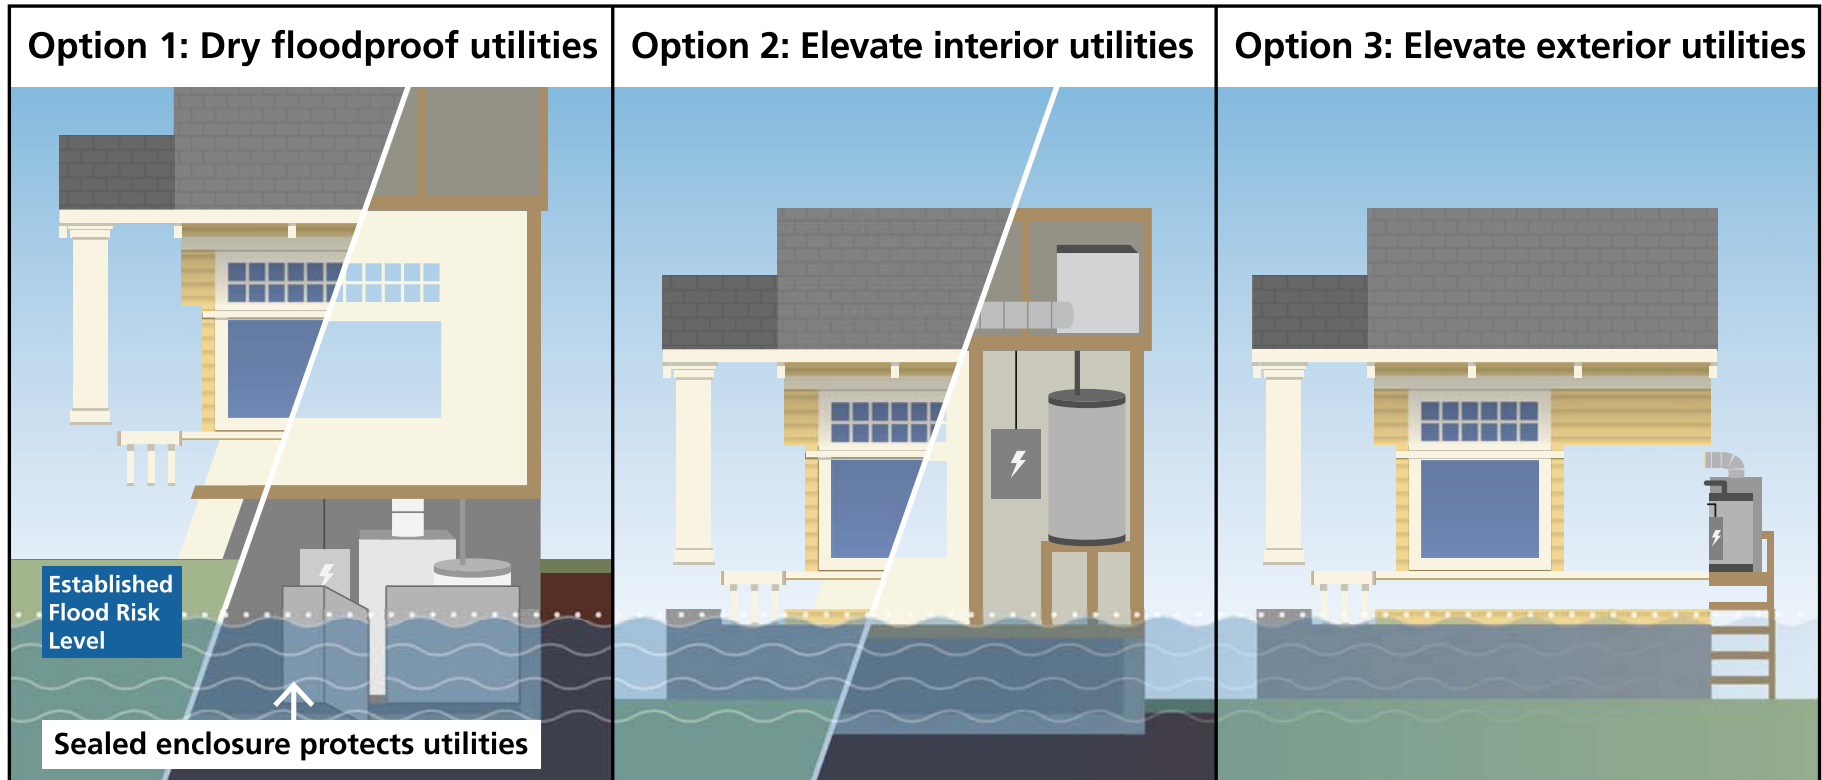 Option 1: Dry floodproof utilities
Option 2: Elevate interior utilities
Option 3: Elevate exterior utilities
Established
Flood Risk
Level
Sealed enclosure protects utilities